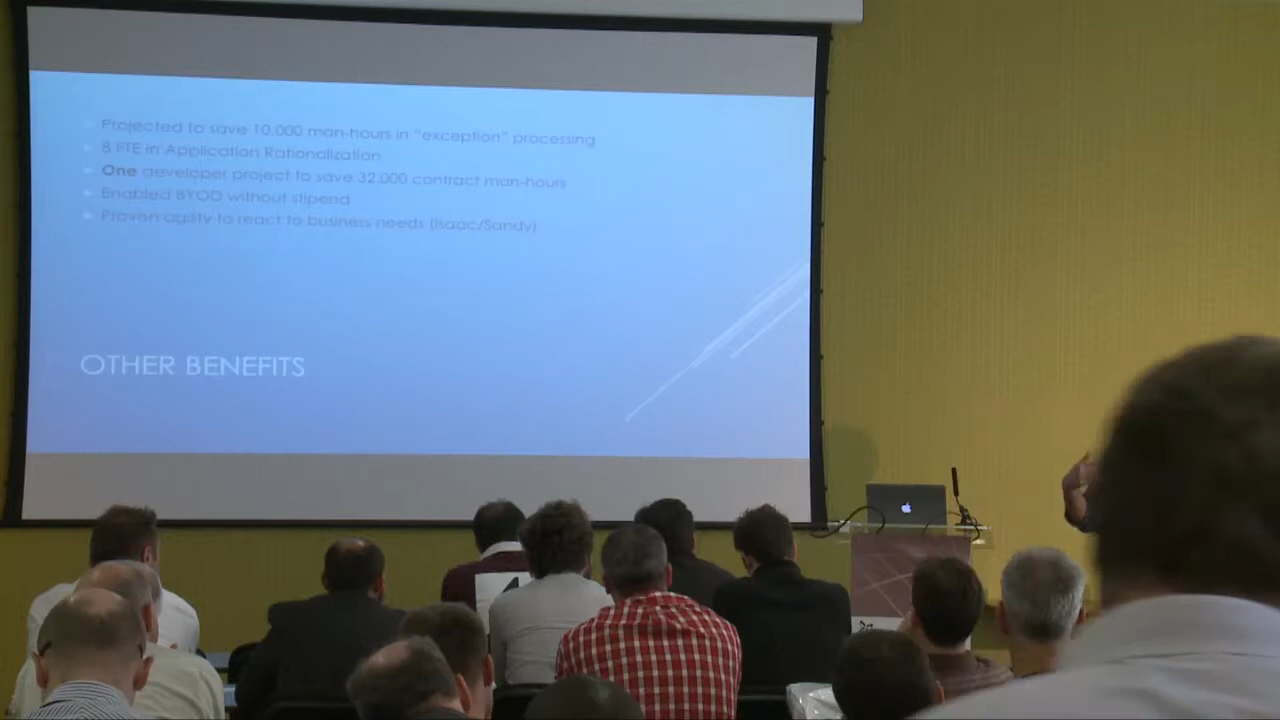 Projected to save 10,000 man-hours in “exception” processing
8 FTE in Application Rationalization
One developer project to save 32,000 contract man-hours
Enabled BYOD without stipend
Proven agility to react to business needs (Isaac/Sandy)
OTHER BENEFITS